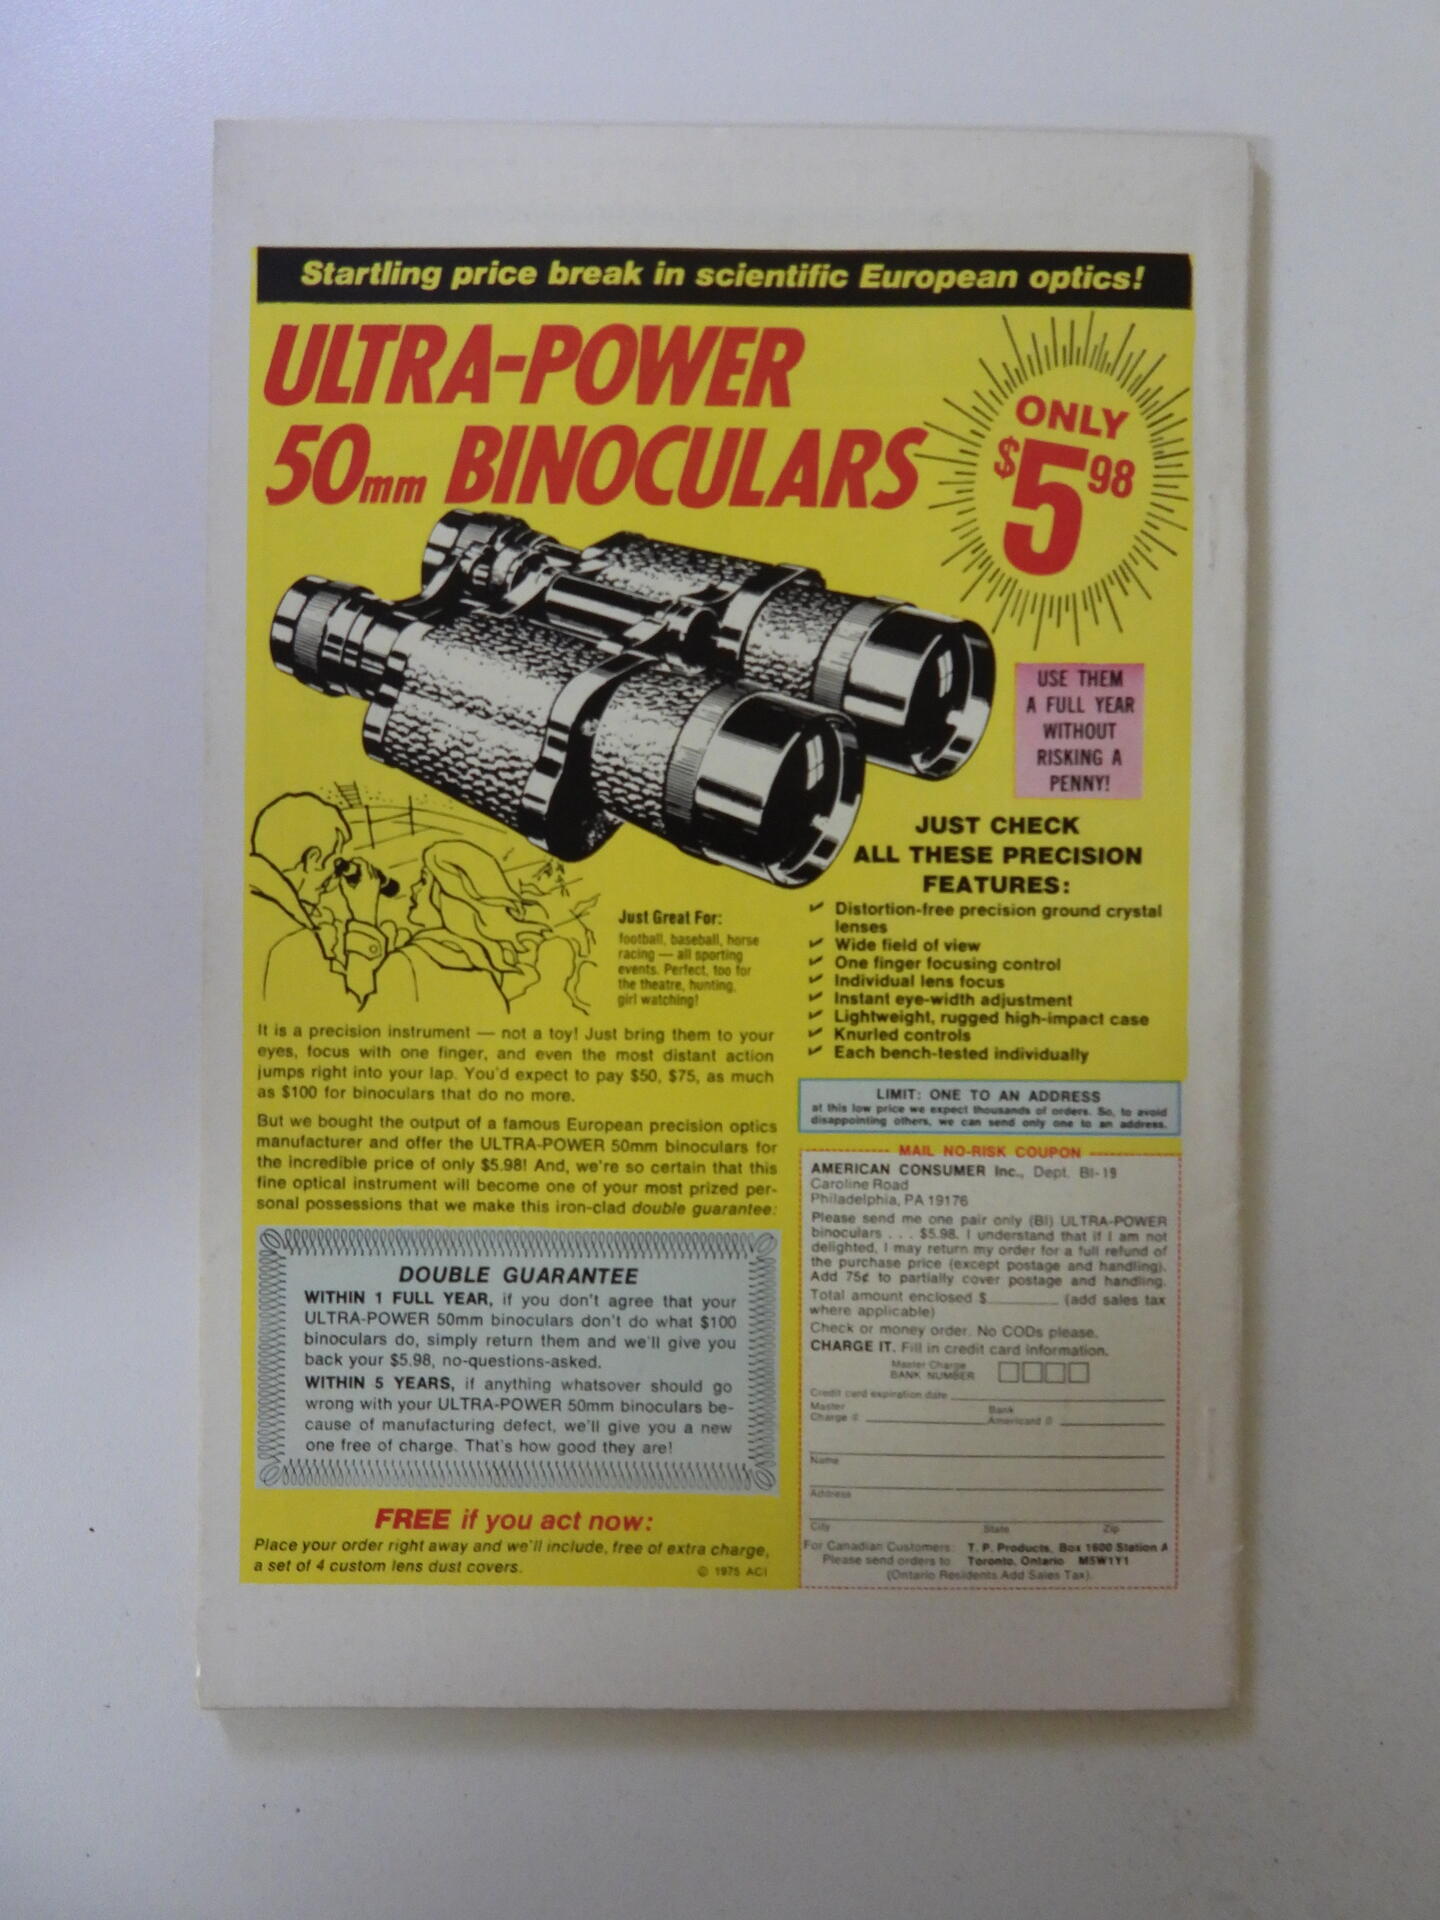 Startling price break in scientific European optics!
ULTRA-POWER
50mm BINOCULARS
ONLY
$5 98
USE THEM
A FULL YEAR
WITHOUT
RISKING A
PENNY!
JUST CHECK
ALL THESE PRECISION
FEATURES:
✓ Distortion-free precision ground crystal
lenses
✓ Wide field of view
✓ One finger focusing control
✓ Individual lens focus
✓ Instant eye-width adjustment
✓ Lightweight, rugged high-impact case
✓ Knurled controls
✓ Each bench-tested individually
Just Great For:
football, baseball, horse
racing — all sporting
events. Perfect, too for
the theatre, hunting,
girl watching!
It is a precision instrument — not a toy! Just bring them to your
eyes, focus with one finger, and even the most distant action
jumps right into your lap. You'd expect to pay $50, $75, as much
as $100 for binoculars that do no more.
But we bought the output of a famous European precision optics
manufacturer and offer the ULTRA-POWER 50mm binoculars for
the incredible price of only $5.98! And, we're so certain that this
fine optical instrument will become one of your most prized per-
sonal possessions that we make this iron-clad double guarantee:
DOUBLE GUARANTEE
WITHIN 1 FULL YEAR, if you don't agree that your
ULTRA-POWER 50mm binoculars don't do what $100
binoculars do, simply return them and we'll give you
back your $5.98, no-questions-asked.
WITHIN 5 YEARS, if anything whatsover should go
wrong with your ULTRA-POWER 50mm binoculars be-
cause of manufacturing defect, we'll give you a new
one free of charge. That's how good they are!
FREE if you act now:
Place your order right away and we'll include, free of extra charge,
a set of 4 custom lens dust covers.
© 1975 ACI
LIMIT: ONE TO AN ADDRESS
at this low price we expect thousands of orders. So, to avoid
disappointing others, we can send only one to an address.
MAIL NO-RISK COUPON
AMERICAN CONSUMER Inc., Dept. BI-19
Caroline Road
Philadelphia, PA 19176
Please send me one pair only (BI) ULTRA-POWER
binoculars . . . $5.98. I understand that if I am not
delighted, I may return my order for a full refund of
the purchase price (except postage and handling).
Add 75¢ to partially cover postage and handling.
Total amount enclosed $________ (add sales tax
where applicable)
Check or money order. No CODs please.
CHARGE IT. Fill in credit card information.
Master Charge
BANK NUMBER
Credit card expiration date
Master
Charge #
Bank
Americard #
Name
Address
City State Zip
For Canadian Customers: T. P. Products, Box 1600 Station A
Please send orders to Toronto, Ontario M5W1Y1
(Ontario Residents Add Sales Tax).